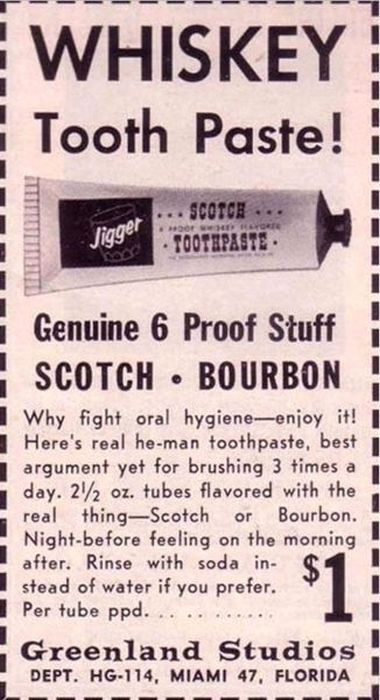 WHISKEY
Tooth Paste!
Jigger
SCOTCH
6 PROOF WHISKEY FLAVORED
TOOTHPASTE
Genuine 6 Proof Stuff
SCOTCH • BOURBON
Why fight oral hygiene—enjoy it!
Here's real he-man toothpaste, best
argument yet for brushing 3 times a
day. 2½ oz. tubes flavored with the
real thing—Scotch or Bourbon.
Night-before feeling on the morning
after. Rinse with soda in-
stead of water if you prefer.
Per tube ppd. . . . . . . . . . . .
$1
Greenland Studios
DEPT. HG-114, MIAMI 47, FLORIDA